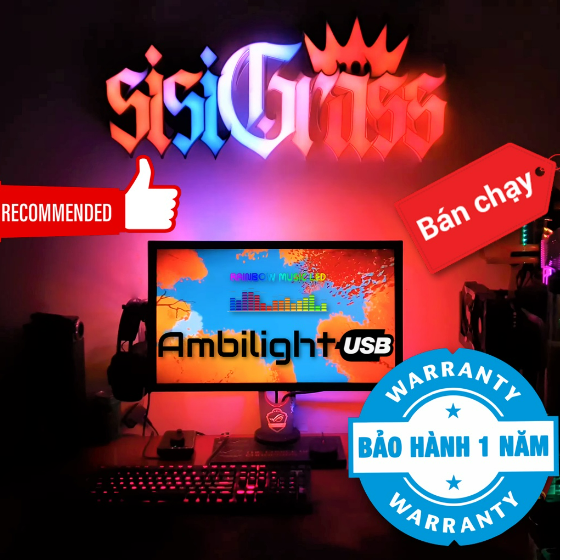 sisiGrass
RECOMMENDED
Bán chạy
RAINBOW MUSIC LED
Ambilight USB
WARRANTY
BẢO HÀNH 1 NĂM
WARRANTY